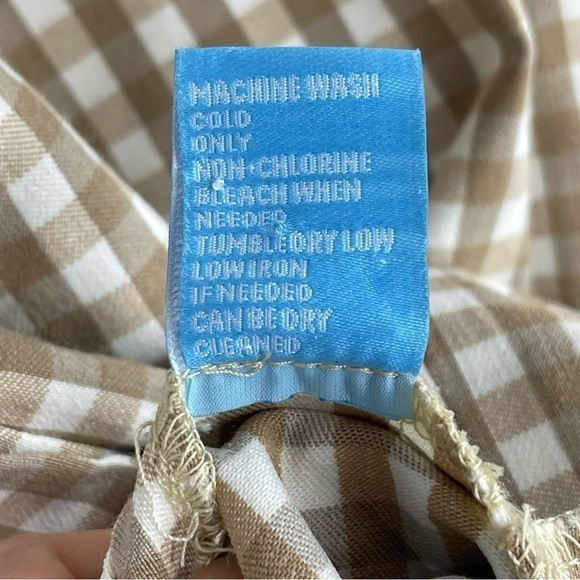 MACHINE WASH
COLD
ONLY
NON-CHLORINE
BLEACH WHEN
NEEDED
TUMBLE DRY LOW
LOW IRON
IF NEEDED
CAN BE DRY
CLEANED